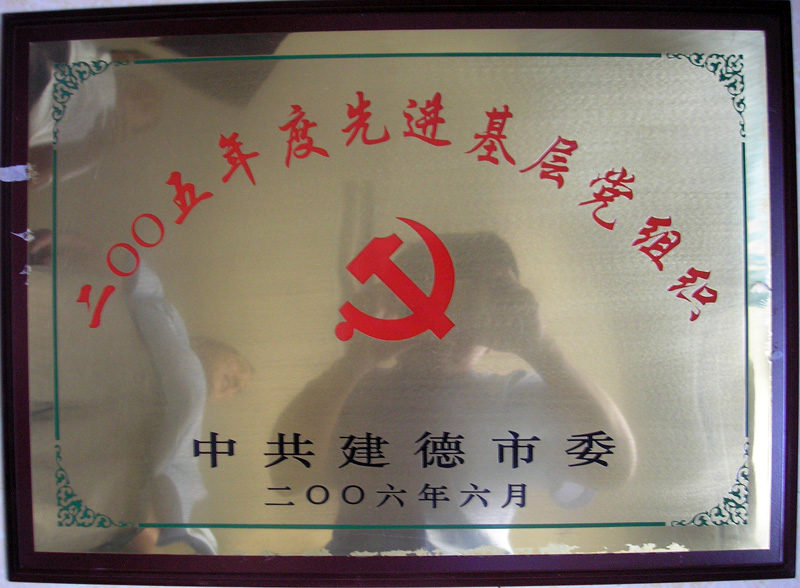 二〇〇五年度先进基层党组织
中共建德市委
二〇〇六年六月